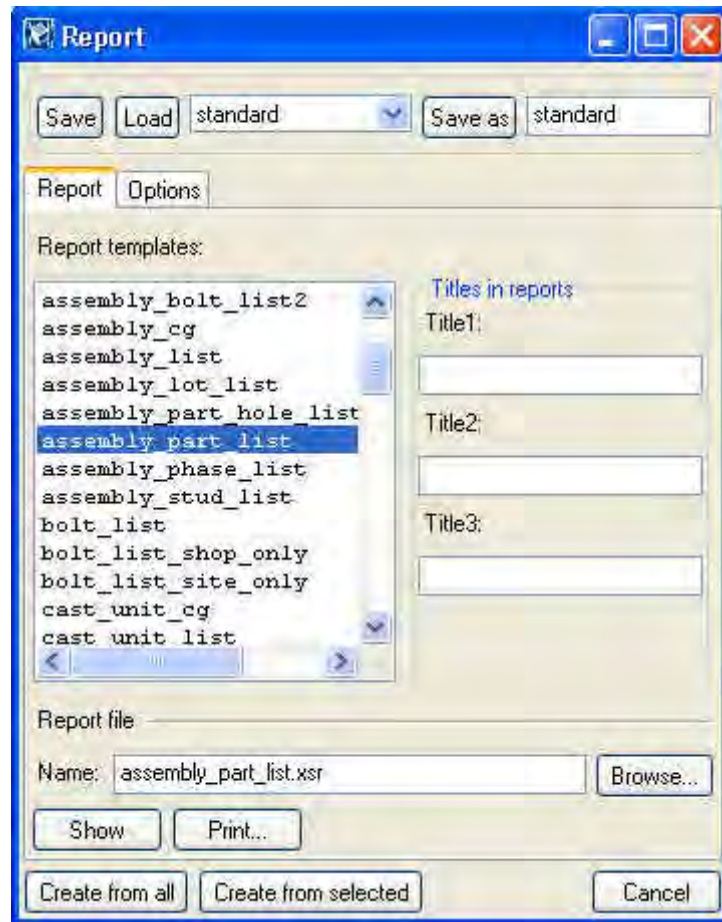 Report
Save Load standard Save as standard
Report Options
Report templates:
assembly_bolt_list2
assembly_cg
assembly_list
assembly_lot_list
assembly_part_hole_list
assembly_part_list
assembly_phase_list
assembly_stud_list
bolt_list
bolt_list_shop_only
bolt_list_site_only
cast_unit_cg
cast_unit_list
Titles in reports
Title1:
Title2:
Title3:
Report file
Name: assembly_part_list.xsr Browse...
Show Print...
Create from all Create from selected Cancel